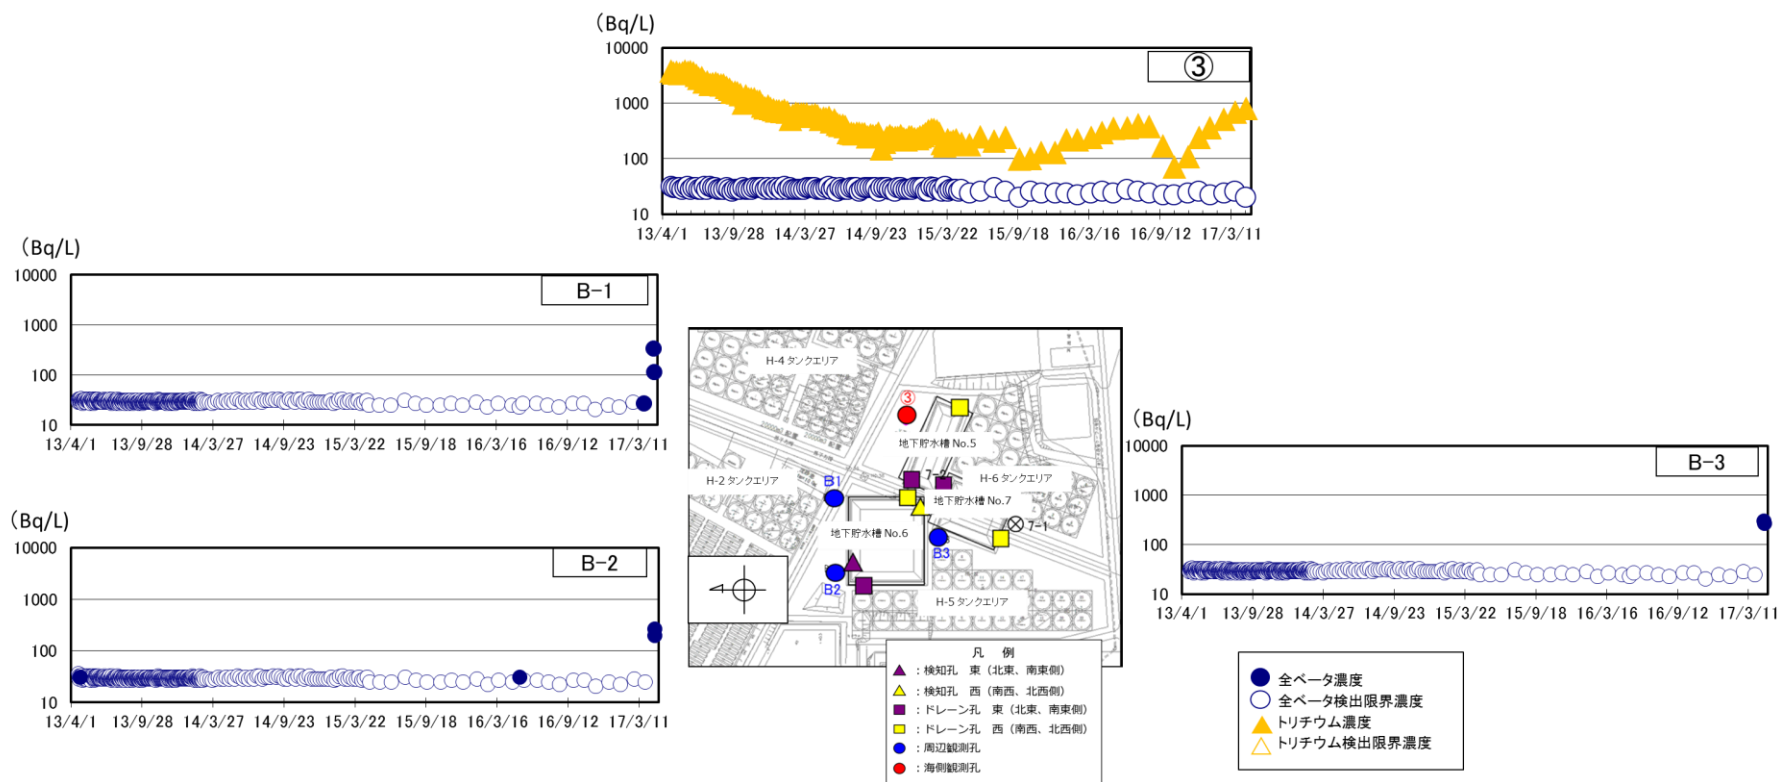 (Bq/L)
10000
1000
100
10
③
13/4/1 13/9/28 14/3/27 14/9/23 15/3/22 15/9/18 16/3/16 16/9/12 17/3/11
(Bq/L)
10000
1000
100
10
B-1
13/4/1 13/9/28 14/3/27 14/9/23 15/3/22 15/9/18 16/3/16 16/9/12 17/3/11
(Bq/L)
10000
1000
100
10
B-2
13/4/1 13/9/28 14/3/27 14/9/23 15/3/22 15/9/18 16/3/16 16/9/12 17/3/11
H-4 タンクエリア
③
地下貯水槽 No.5
H-2 タンクエリア
7-2
H-6 タンクエリア
B1
地下貯水槽 No.7
地下貯水槽 No.6
7-1
B3
B2
H-5 タンクエリア
凡 例
:検知孔 東(北東、南東側)
:検知孔 西(南西、北西側)
:ドレーン孔 東(北東、南東側)
:ドレーン孔 西(南西、北西側)
:周辺観測孔
:海側観測孔
(Bq/L)
10000
1000
100
10
B-3
13/4/1 13/9/28 14/3/27 14/9/23 15/3/22 15/9/18 16/3/16 16/9/12 17/3/11
全ベータ濃度
全ベータ検出限界濃度
トリチウム濃度
トリチウム検出限界濃度